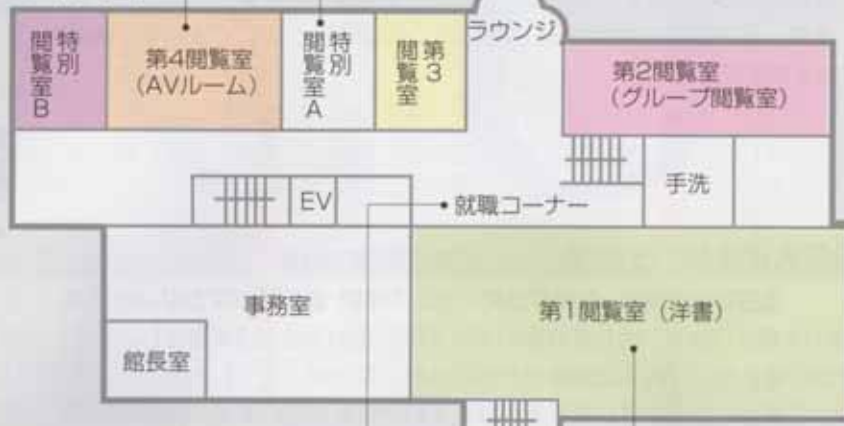 特別
閲覧室B
第4閲覧室
(AVルーム)
特別
閲覧室A
第3
閲覧室
ラウンジ
第2閲覧室
(グループ閲覧室)
手洗
EV
就職コーナー
事務室
第1閲覧室（洋書）
館長室